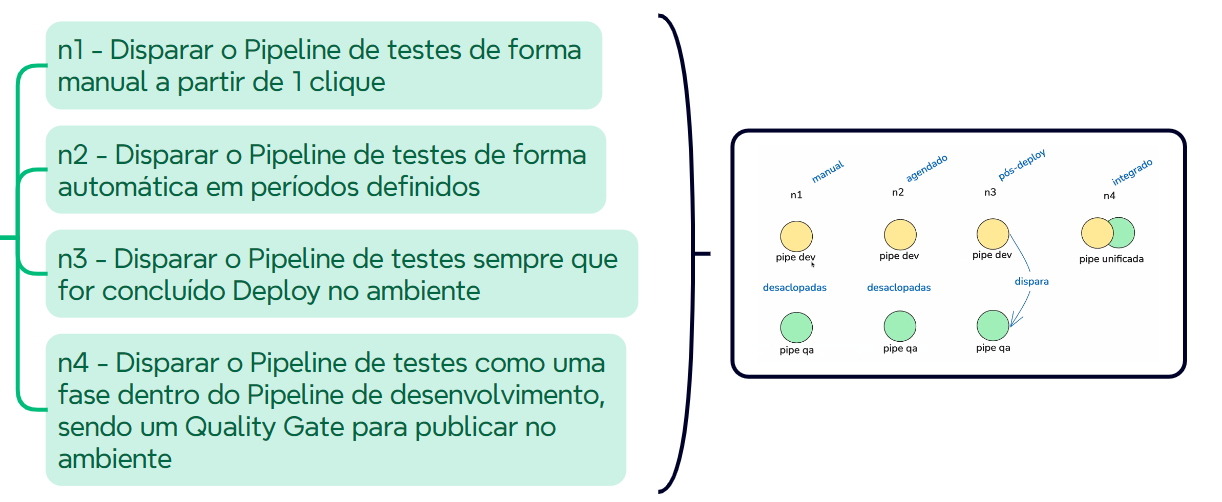 n1 - Disparar o Pipeline de testes de forma
manual a partir de 1 clique
n2 - Disparar o Pipeline de testes de forma
automática em períodos definidos
n3 - Disparar o Pipeline de testes sempre que
for concluído Deploy no ambiente
n4 - Disparar o Pipeline de testes como uma
fase dentro do Pipeline de desenvolvimento,
sendo um Quality Gate para publicar no
ambiente
manual
n1
pipe dev
desaclopadas
pipe qa
agendado
n2
pipe dev
desaclopadas
pipe qa
pós-deploy
n3
pipe dev
dispara
pipe qa
integrado
n4
pipe unificada